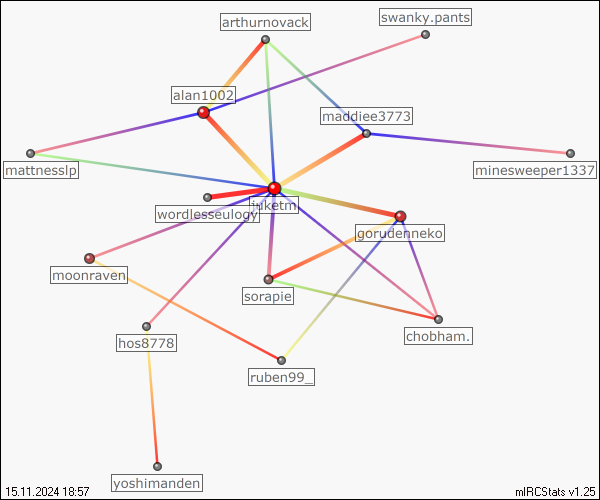 swanky.pants
arthurnovack
alan1002
maddiee3773
mattnesslp
minesweeper1337
wordlesseulogy
gorudenneko
moonraven
sorapie
chobham.
hos8778
ruben99_
yoshimanden
15.11.2024 18:57
mIRCStats v1.25